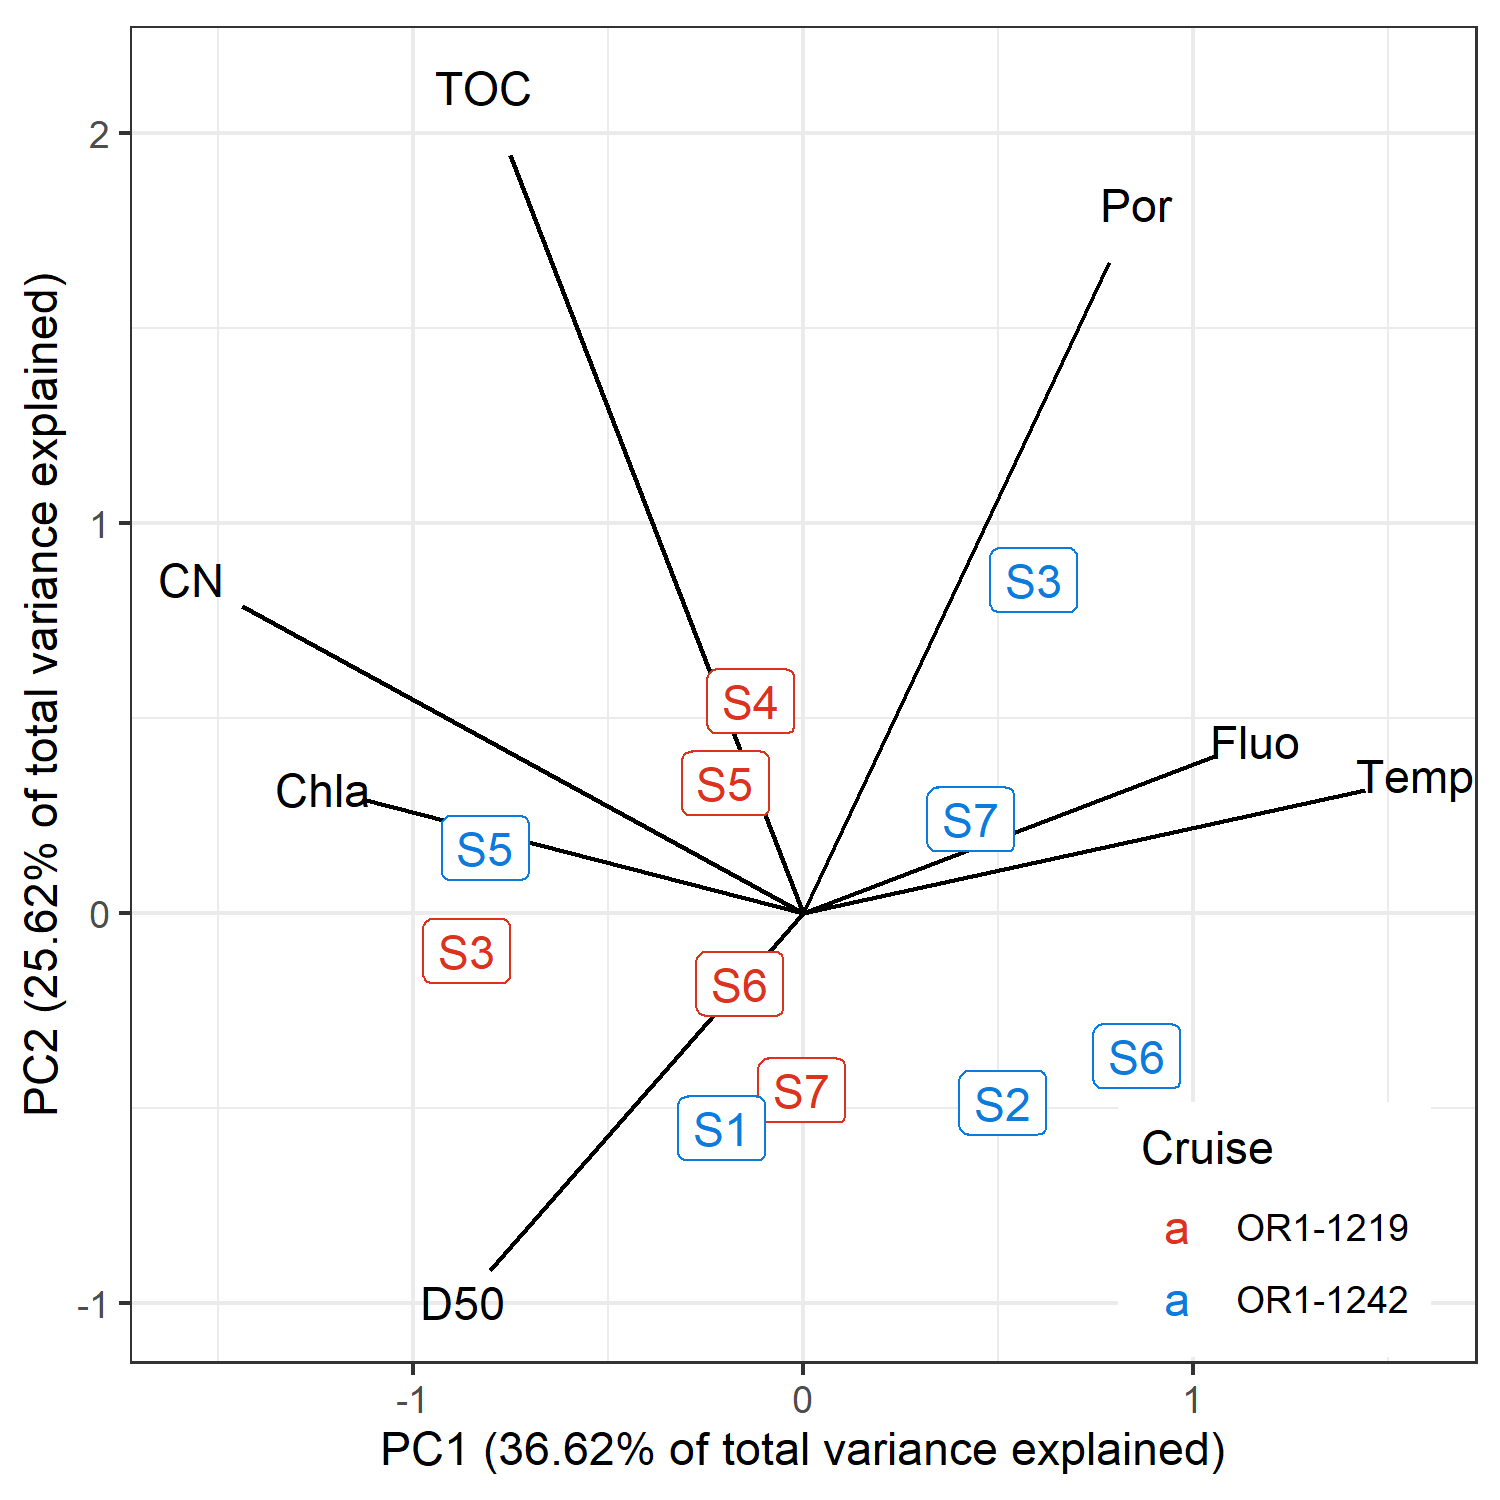 TOC
Por
2
1
0
-1
CN
Chla
Fluo
Temp
S3
S4
S5
S7
S5
S3
S6
S7
S1
S2
S6
D50
Cruise
a OR1-1219
a OR1-1242
-1 0 1
PC1 (36.62% of total variance explained)
PC2 (25.62% of total variance explained)